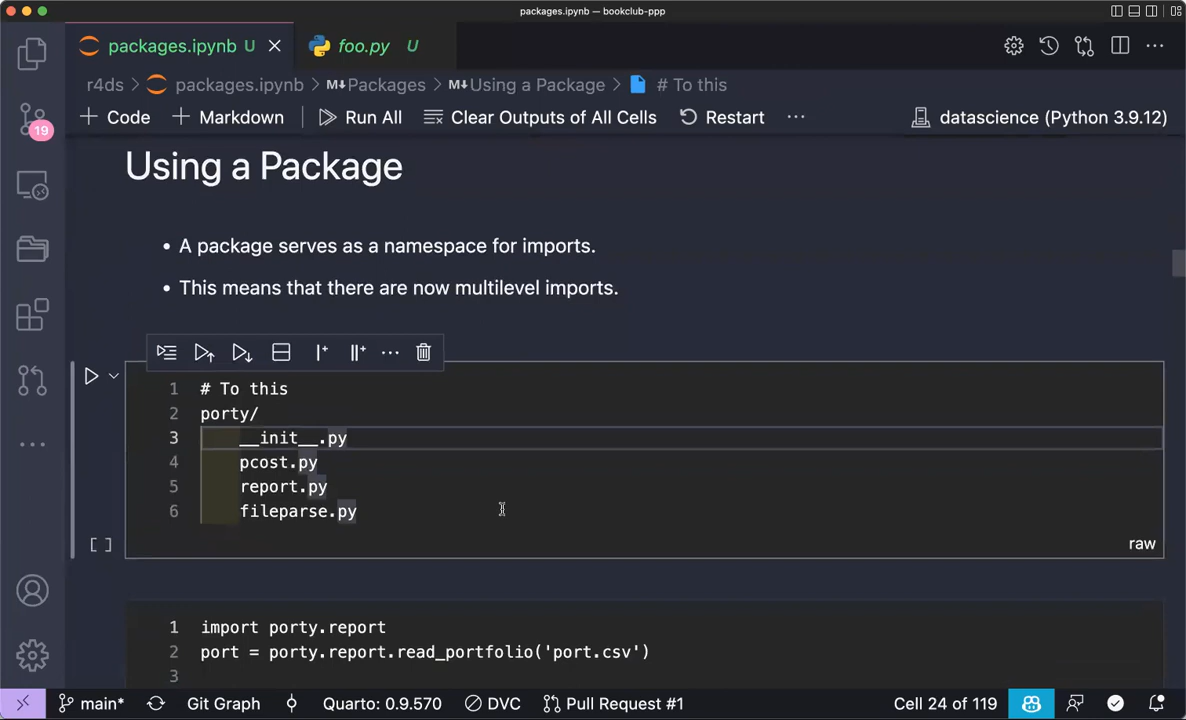 packages.ipynb — bookclub-ppp
packages.ipynb U
foo.py U
r4ds > packages.ipynb > M↓Packages > M↓Using a Package > # To this
+ Code + Markdown Run All Clear Outputs of All Cells Restart ... datascience (Python 3.9.12)
19
Using a Package
• A package serves as a namespace for imports.
• This means that there are now multilevel imports.
1 # To this
2 porty/
3 __init__.py
4 pcost.py
5 report.py
6 fileparse.py
[ ]
raw
1 import porty.report
2 port = porty.report.read_portfolio('port.csv')
3
main* Git Graph Quarto: 0.9.570 DVC Pull Request #1 Cell 24 of 119